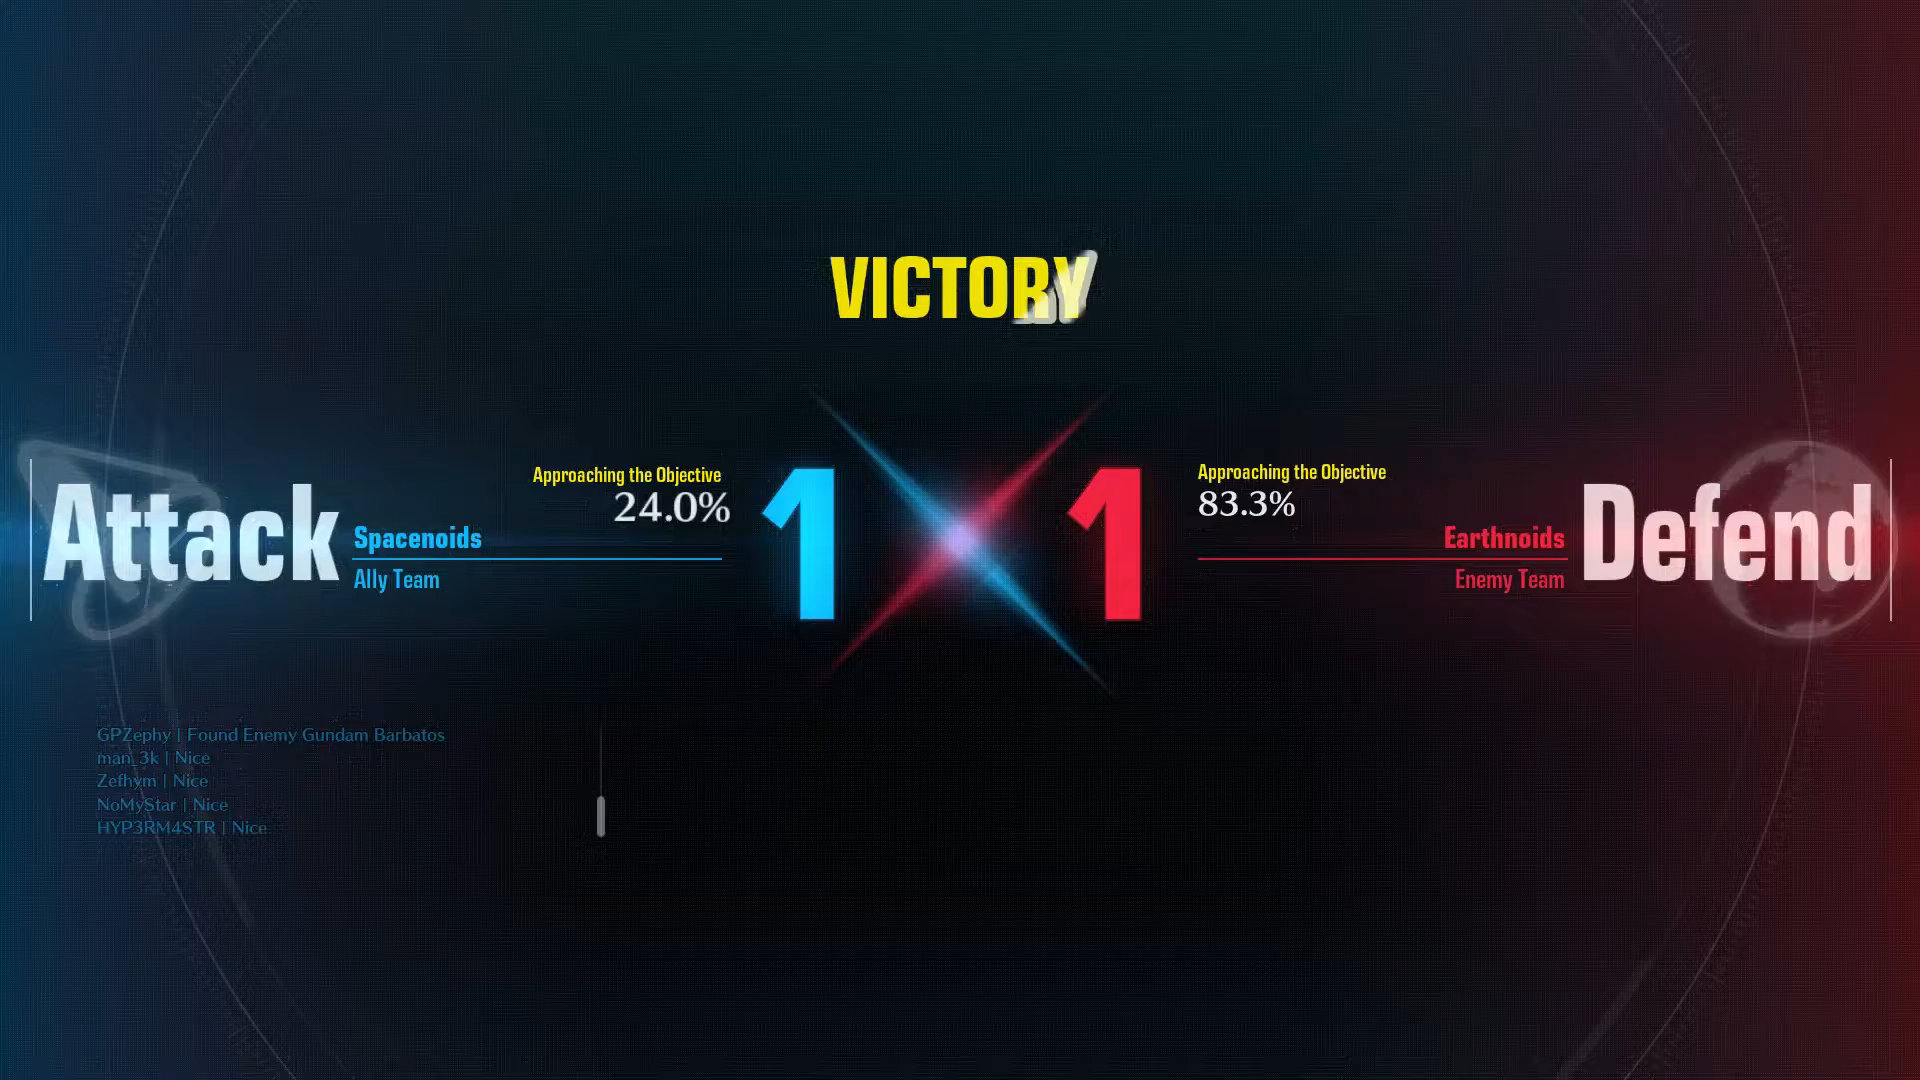 VICTORY
Attack
Spacenoids
Ally Team
Approaching the Objective
24.0%
1
1
Approaching the Objective
83.3%
Earthnoids
Enemy Team
Defend
GPZephy | Found Enemy Gundam Barbatos
man_3k | Nice
Zefhym | Nice
NoMyStar | Nice
HYP3RM4STR | Nice